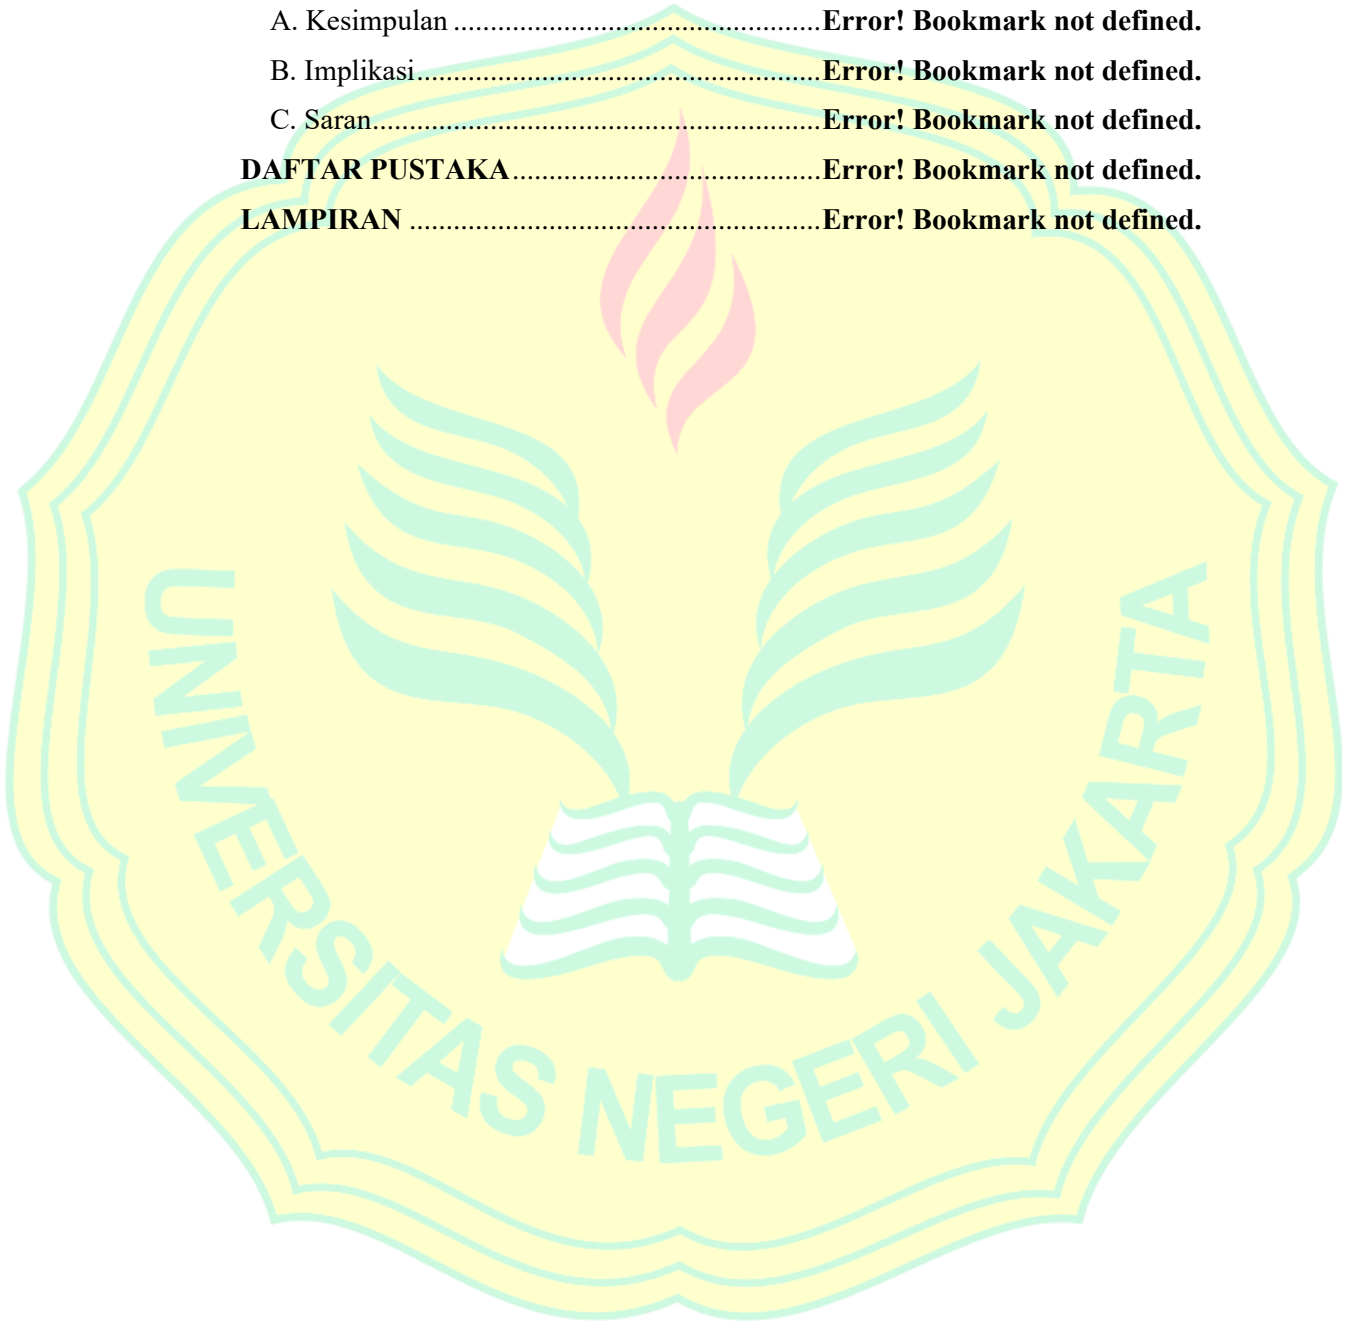 A. Kesimpulan ..................................................Error! Bookmark not defined.
B. Implikasi.......................................................Error! Bookmark not defined.
C. Saran.............................................................Error! Bookmark not defined.
DAFTAR PUSTAKA..........................................Error! Bookmark not defined.
LAMPIRAN ........................................................Error! Bookmark not defined.
UNIVERSITAS NEGERI JAKARTA